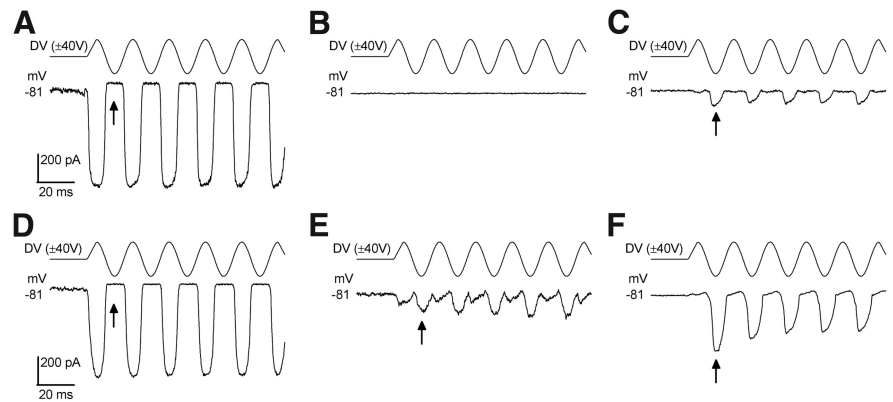 A
DV (±40V)
mV
-81
200 pA
20 ms
B
DV (±40V)
mV
-81
C
DV (±40V)
mV
-81
D
DV (±40V)
mV
-81
200 pA
20 ms
E
DV (±40V)
mV
-81
F
DV (±40V)
mV
-81